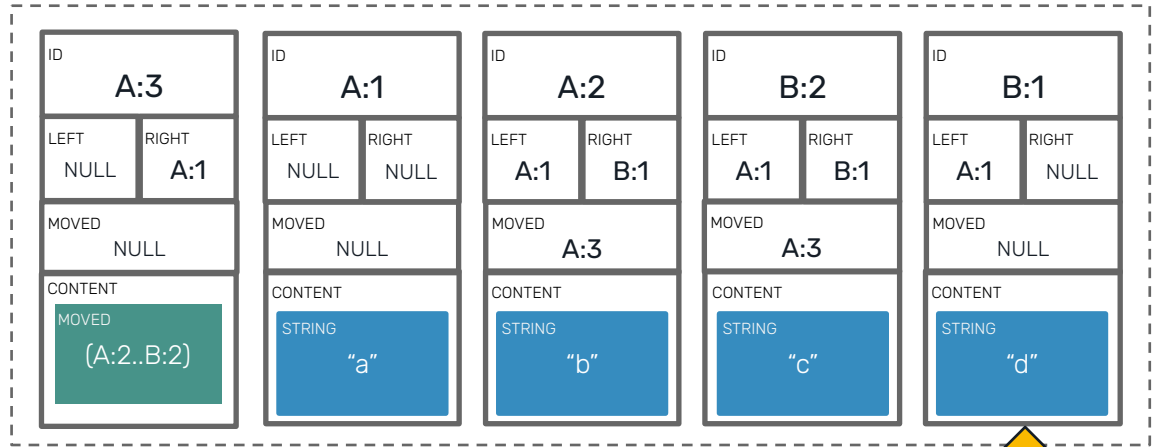 ID
A:3
LEFT
NULL
RIGHT
A:1
MOVED
NULL
CONTENT
MOVED
(A:2..B:2)
ID
A:1
LEFT
NULL
RIGHT
NULL
MOVED
NULL
CONTENT
STRING
“a”
ID
A:2
LEFT
A:1
RIGHT
B:1
MOVED
A:3
CONTENT
STRING
“b”
ID
B:2
LEFT
A:1
RIGHT
B:1
MOVED
A:3
CONTENT
STRING
“c”
ID
B:1
LEFT
A:1
RIGHT
NULL
MOVED
NULL
CONTENT
STRING
“d”